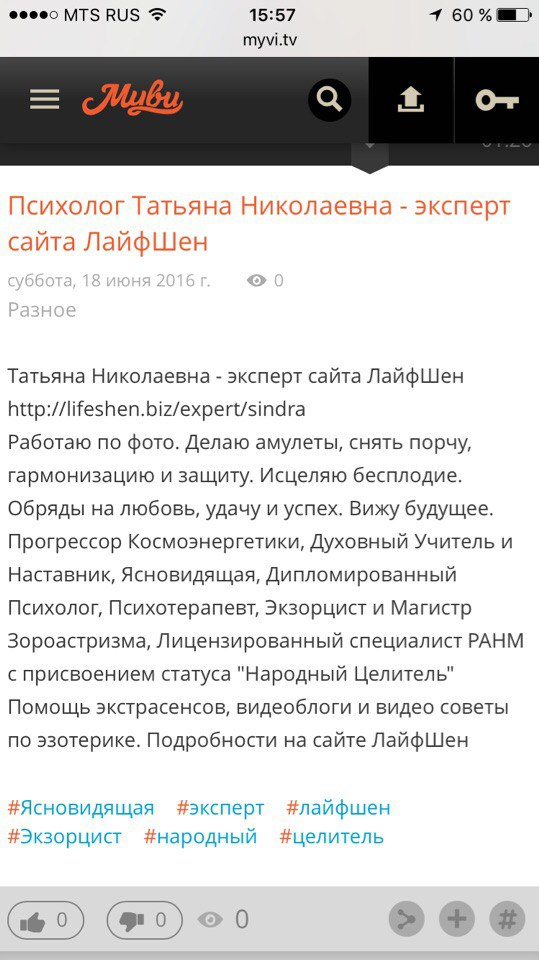 MTS RUS 15:57 60 %
myvi.tv
Муви
Психолог Татьяна Николаевна - эксперт
сайта ЛайфШен
суббота, 18 июня 2016 г. 0
Разное
Татьяна Николаевна - эксперт сайта ЛайфШен
http://lifeshen.biz/expert/sindra
Работаю по фото. Делаю амулеты, снять порчу,
гармонизацию и защиту. Исцеляю бесплодие.
Обряды на любовь, удачу и успех. Вижу будущее.
Прогрессор Космоэнергетики, Духовный Учитель и
Наставник, Ясновидящая, Дипломированный
Психолог, Психотерапевт, Экзорцист и Магистр
Зороастризма, Лицензированный специалист РАНМ
с присвоением статуса "Народный Целитель"
Помощь экстрасенсов, видеоблоги и видео советы
по эзотерике. Подробности на сайте ЛайфШен
#Ясновидящая #эксперт #лайфшен
#Экзорцист #народный #целитель
0 0 0 #